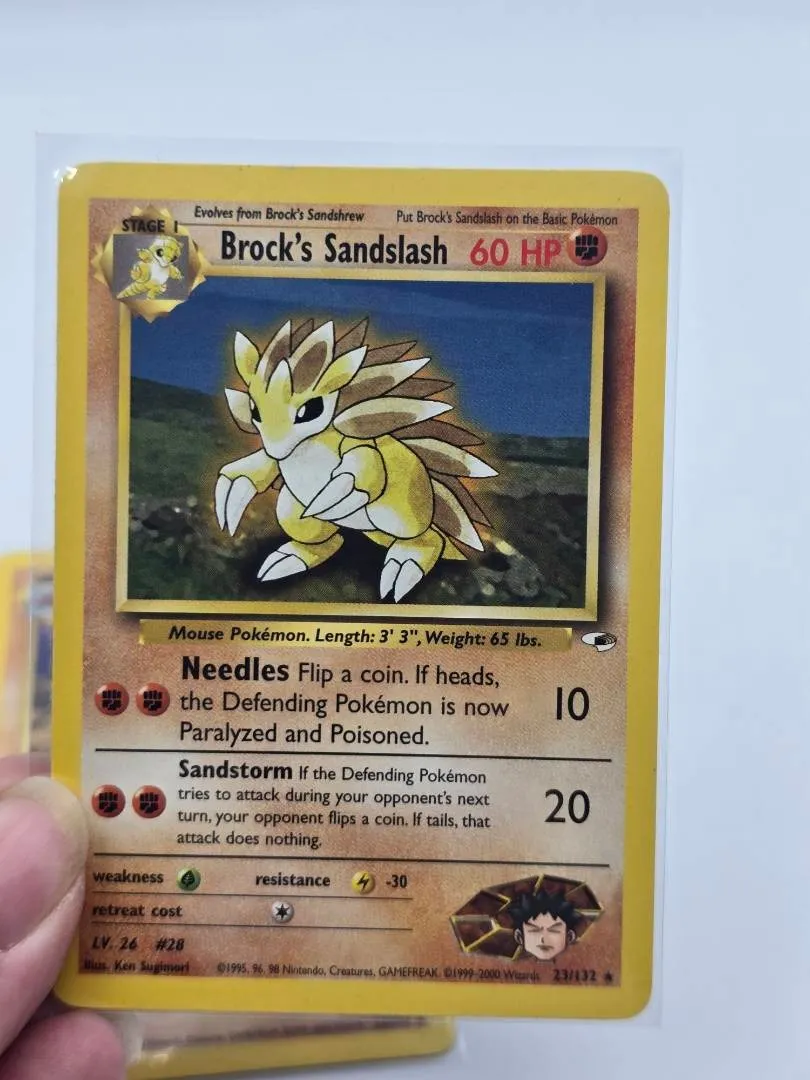 Evolves from Brock's Sandshrew Put Brock's Sandslash on the Basic Pokémon
STAGE 1
Brock's Sandslash 60 HP
Mouse Pokémon. Length: 3' 3", Weight: 65 lbs.
Needles Flip a coin. If heads,
the Defending Pokémon is now
Paralyzed and Poisoned.
10
Sandstorm If the Defending Pokémon
tries to attack during your opponent's next
turn, your opponent flips a coin. If tails, that
attack does nothing.
20
weakness resistance -30
retreat cost
LV. 26 #28
Illus. Ken Sugimori ©1995, 96, 98 Nintendo, Creatures, GAMEFREAK. ©1999-2000 Wizards. 23/132